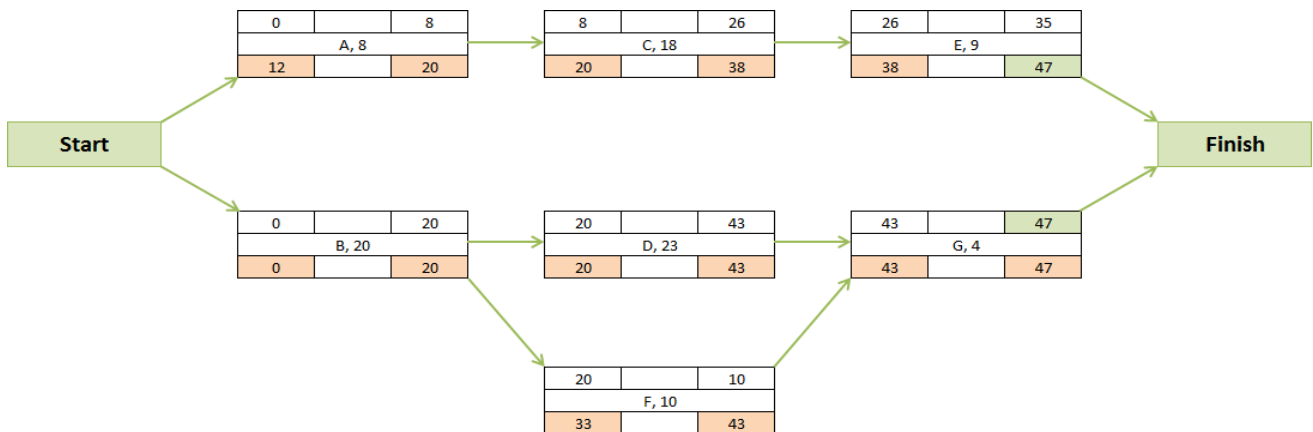 0 8 8 26 26 35
A, 8 C, 18 E, 9
12 20 20 38 38 47
Start Finish
0 20 20 43 43 47
B, 20 D, 23 G, 4
0 20 20 43 43 47
20 10
F, 10
33 43